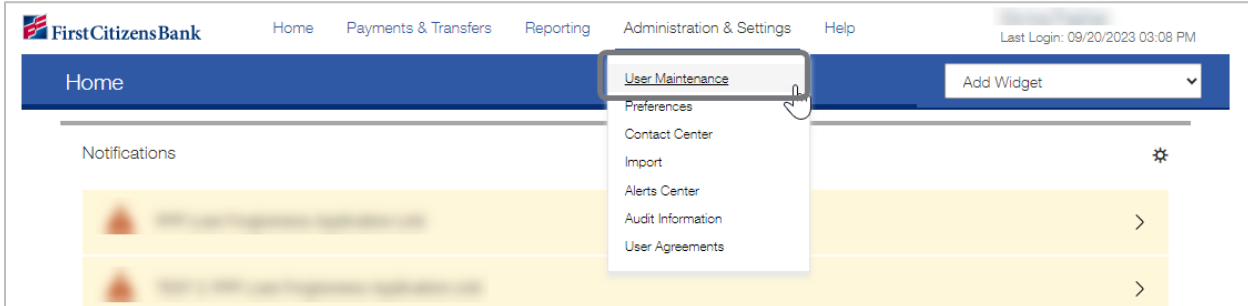 First Citizens Bank
Home Payments & Transfers Reporting Administration & Settings Help
Last Login: 09/20/2023 03:08 PM
Home
User Maintenance
Add Widget
Preferences
Contact Center
Notifications
Import
Alerts Center
Audit Information
User Agreements